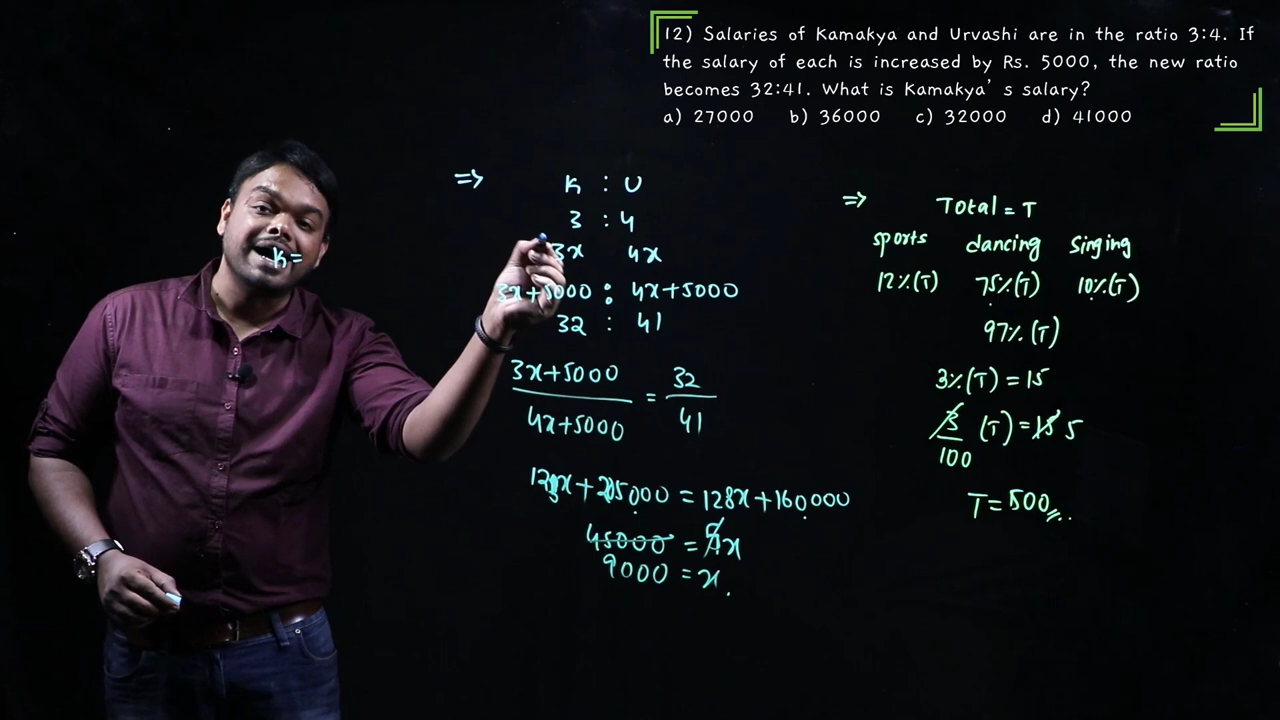 12) Salaries of Kamakya and Urvashi are in the ratio 3:4. If
the salary of each is increased by Rs. 5000, the new ratio
becomes 32:41. What is Kamakya's salary?
a) 27000 b) 36000 c) 32000 d) 41000
=> K : U
3 : 4
3x 4x
3x+5000 : 4x+5000
32 : 41
3x+5000 / 4x+5000 = 32 / 41
123x+205000 = 128x+160000
45000 = 5x
9000 = x.
K=
=> Total = T
sports dancing Singing
12%(T) 75%(T) 10%(T)
97%(T)
3%(T) = 15
3/100 (T) = 15 5
T = 500